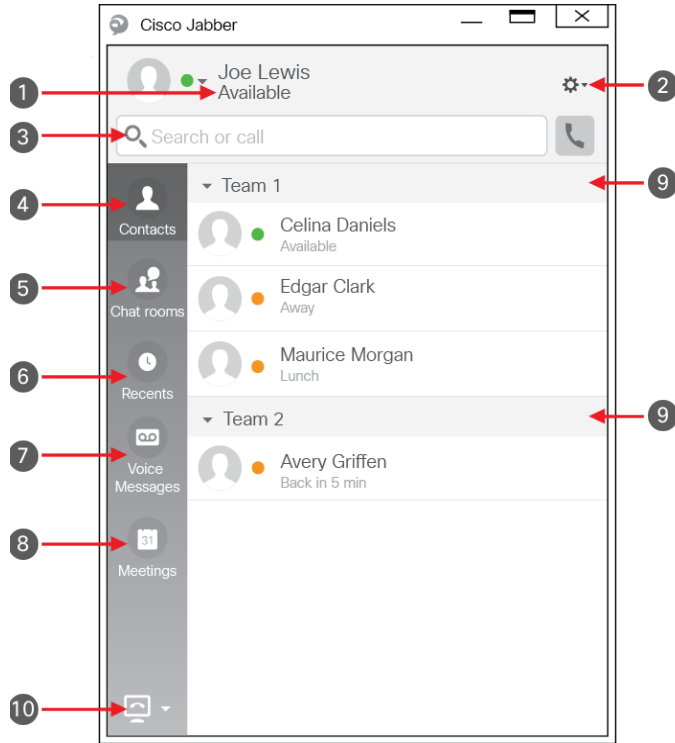 Cisco Jabber
Joe Lewis
1
Available
2
3
Search or call
Team 1
9
4
Contacts
Celina Daniels
Available
5
Chat rooms
Edgar Clark
Away
6
Recents
Maurice Morgan
Lunch
Team 2
9
7
Voice
Messages
Avery Griffen
Back in 5 min
8
31
Meetings
10